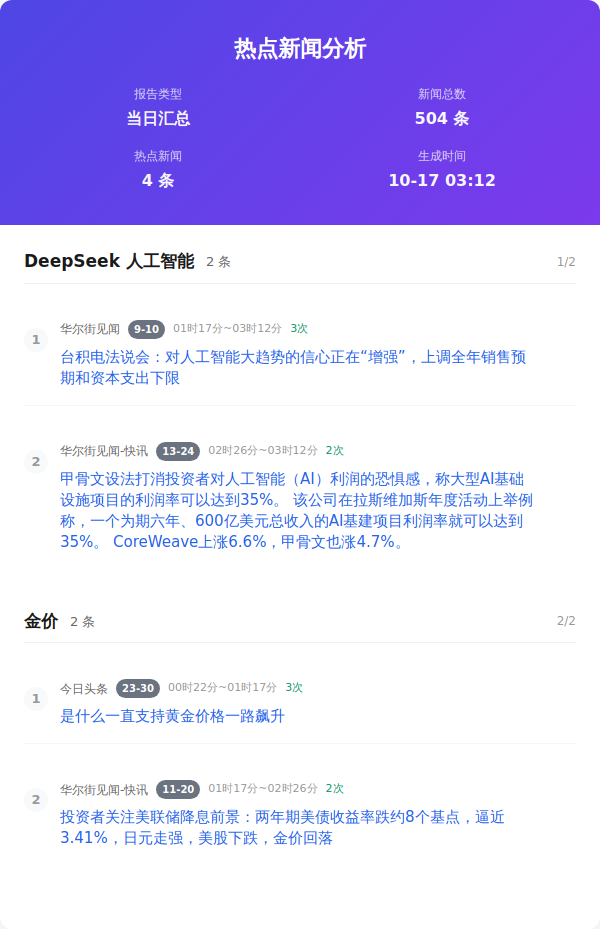 热点新闻分析
报告类型
当日汇总
新闻总数
504 条
热点新闻
4 条
生成时间
10-17 03:12
DeepSeek 人工智能 2 条 1/2
1 华尔街见闻 9-10 01时17分~03时12分 3次
台积电法说会：对人工智能大趋势的信心正在“增强”，上调全年销售预
期和资本支出下限
2 华尔街见闻-快讯 13-24 02时26分~03时12分 2次
甲骨文设法打消投资者对人工智能（AI）利润的恐惧感，称大型AI基础
设施项目的利润率可以达到35%。 该公司在拉斯维加斯年度活动上举例
称，一个为期六年、600亿美元总收入的AI基建项目利润率就可以达到
35%。 CoreWeave上涨6.6%，甲骨文也涨4.7%。
金价 2 条 2/2
1 今日头条 23-30 00时22分~01时17分 3次
是什么一直支持黄金价格一路飙升
2 华尔街见闻-快讯 11-20 01时17分~02时26分 2次
投资者关注美联储降息前景：两年期美债收益率跌约8个基点，逼近
3.41%，日元走强，美股下跌，金价回落